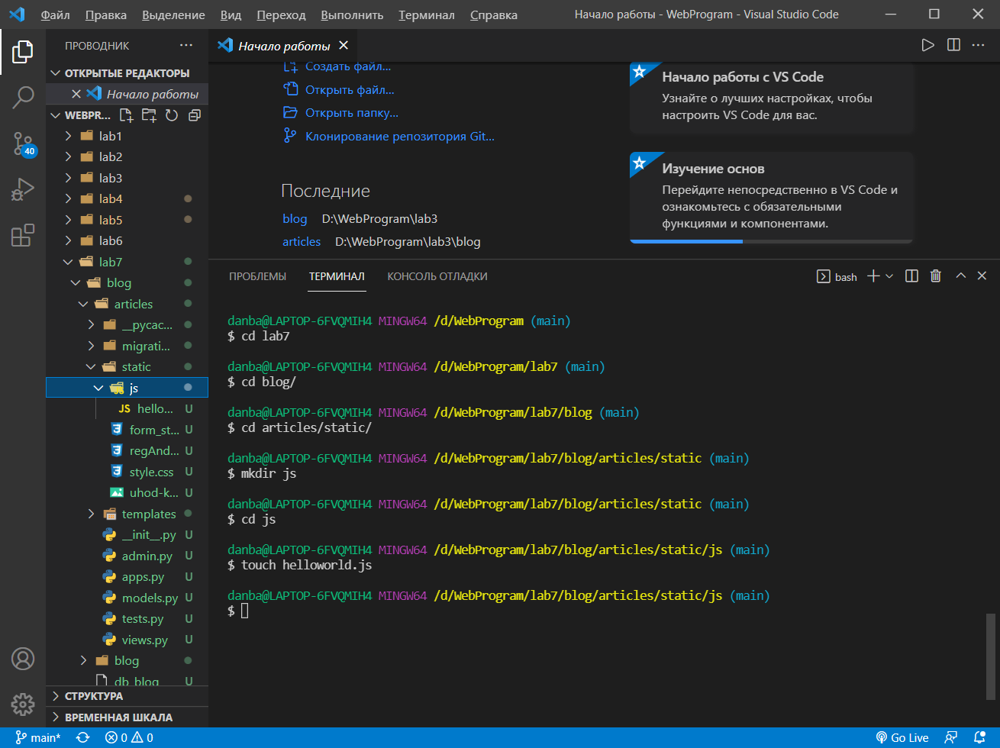 Файл Правка Выделение Вид Переход Выполнить Терминал Справка Начало работы - WebProgram - Visual Studio Code
ПРОВОДНИК
ОТКРЫТЫЕ РЕДАКТОРЫ
Начало работы
WEBPR...
lab1
lab2
lab3
lab4
lab5
lab6
lab7
blog
articles
__pycac...
migrati...
static
js
JS hello... U
form_st... U
regAnd... U
style.css U
uhod-k... U
templates
__init__.py U
admin.py U
apps.py U
models.py U
tests.py U
views.py U
blog
db_blog U
СТРУКТУРА
ВРЕМЕННАЯ ШКАЛА
40
Начало работы
Создать файл...
Открыть файл...
Открыть папку...
Клонирование репозитория Git...
Последние
blog D:\WebProgram\lab3
articles D:\WebProgram\lab3\blog
Начало работы с VS Code
Узнайте о лучших настройках, чтобы
настроить VS Code для вас.
Изучение основ
Перейдите непосредственно в VS Code и
ознакомьтесь с обязательными
функциями и компонентами.
ПРОБЛЕМЫ ТЕРМИНАЛ КОНСОЛЬ ОТЛАДКИ bash
danba@LAPTOP-6FVQMIH4 MINGW64 /d/WebProgram (main)
$ cd lab7
danba@LAPTOP-6FVQMIH4 MINGW64 /d/WebProgram/lab7 (main)
$ cd blog/
danba@LAPTOP-6FVQMIH4 MINGW64 /d/WebProgram/lab7/blog (main)
$ cd articles/static/
danba@LAPTOP-6FVQMIH4 MINGW64 /d/WebProgram/lab7/blog/articles/static (main)
$ mkdir js
danba@LAPTOP-6FVQMIH4 MINGW64 /d/WebProgram/lab7/blog/articles/static (main)
$ cd js
danba@LAPTOP-6FVQMIH4 MINGW64 /d/WebProgram/lab7/blog/articles/static/js (main)
$ touch helloworld.js
danba@LAPTOP-6FVQMIH4 MINGW64 /d/WebProgram/lab7/blog/articles/static/js (main)
$
main* 0 0 Go Live